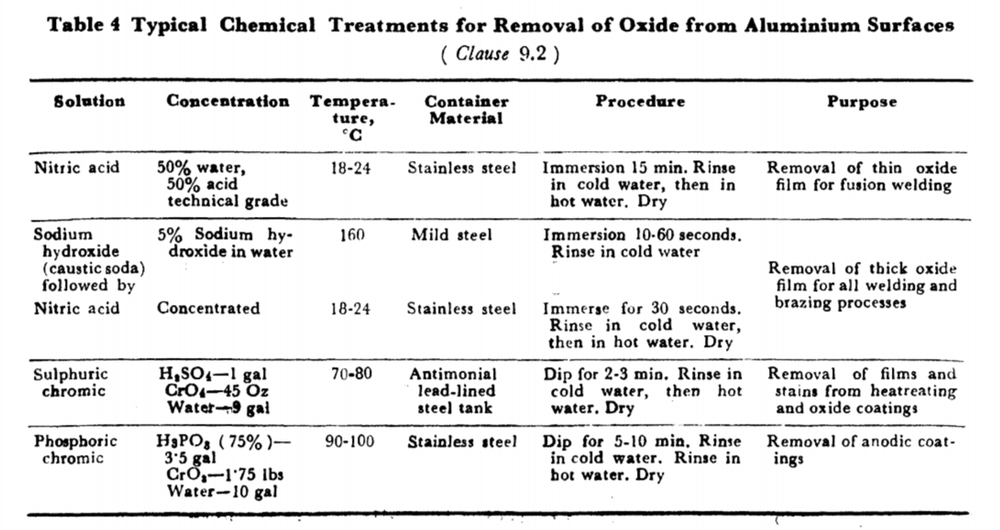 Table 4 Typical Chemical Treatments for Removal of Oxide from Aluminium Surfaces
( Clause 9.2 )
Solution Concentration Tempera- Container Procedure Purpose
ture, Material
°C
Nitric acid 50% water, 18-24 Stainless steel Immersion 15 min. Rinse Removal of thin oxide
50% acid in cold water, then in film for fusion welding
technical grade hot water. Dry
Sodium 5% Sodium hy- 160 Mild steel Immersion 10-60 seconds.
hydroxide droxide in water Rinse in cold water
(caustic soda) Removal of thick oxide
followed by film for all welding and
brazing processes
Nitric acid Concentrated 18-24 Stainless steel Immerse for 30 seconds.
Rinse in cold water,
then in hot water. Dry
Sulphuric H₂SO₄—1 gal 70-80 Antimonial Dip for 2-3 min. Rinse in Removal of films and
chromic CrO₄—45 Oz lead-lined cold water, then hot stains from heatreating
Water—9 gal steel tank water. Dry and oxide coatings
Phosphoric H₃PO₃ ( 75% )— 90-100 Stainless steel Dip for 5-10 min. Rinse Removal of anodic coat-
chromic 3·5 gal in cold water. Rinse in ings
CrO₃—1·75 lbs hot water. Dry
Water—10 gal